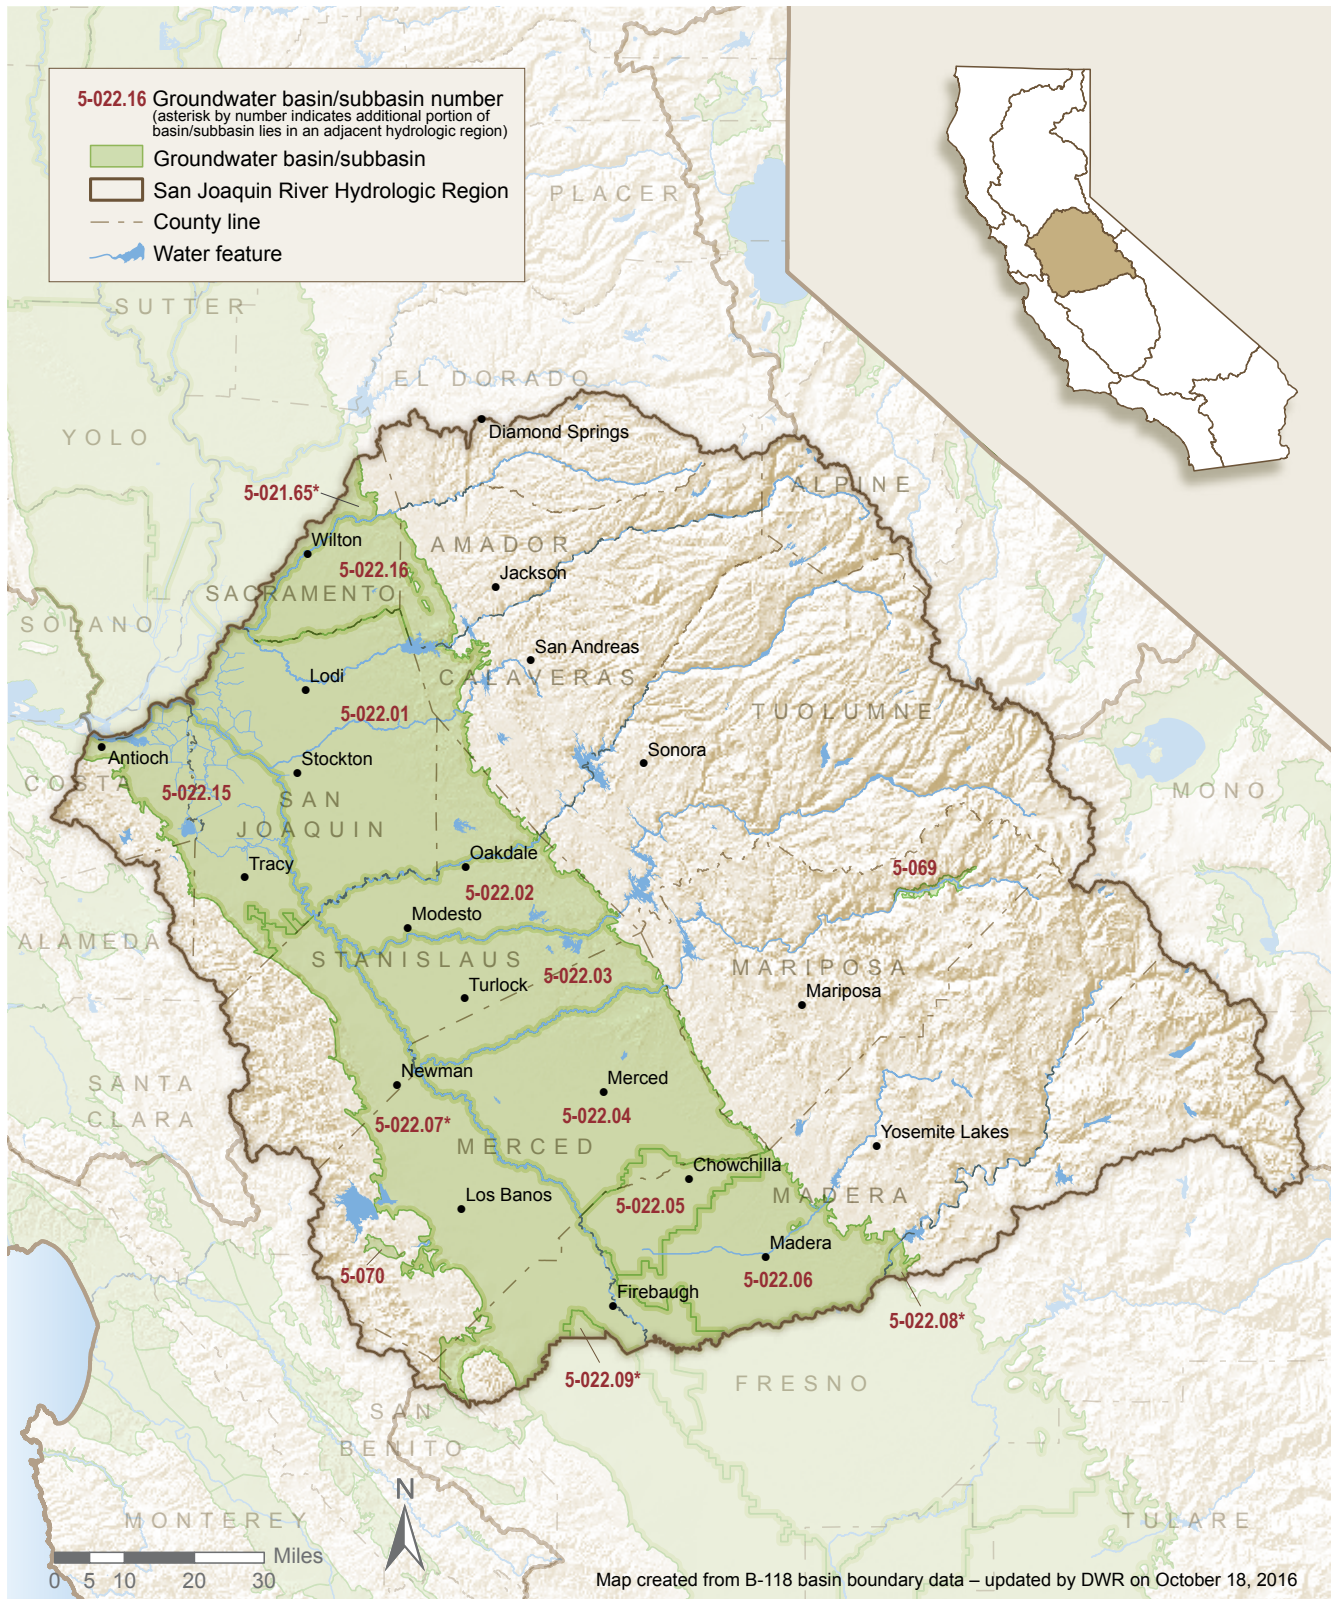 5-022.16 Groundwater basin/subbasin number
(asterisk by number indicates additional portion of
basin/subbasin lies in an adjacent hydrologic region)
Groundwater basin/subbasin
San Joaquin River Hydrologic Region
County line
Water feature
PLACER
SUTTER
EL DORADO
YOLO
Diamond Springs
ALPINE
5-021.65*
Wilton
AMADOR
5-022.16
Jackson
SACRAMENTO
SOLANO
San Andreas
Lodi
CALAVERAS
5-022.01
TUOLUMNE
Antioch
Stockton
Sonora
COSTA
5-022.15
MONO
SAN
JOAQUIN
Tracy
Oakdale
5-069
5-022.02
Modesto
ALAMEDA
STANISLAUS
5-022.03
MARIPOSA
Turlock
Mariposa
Newman
Merced
SANTA
CLARA
5-022.04
5-022.07*
MERCED
Yosemite Lakes
Chowchilla
Los Banos
5-022.05
MADERA
Madera
5-070
5-022.06
Firebaugh
5-022.08*
5-022.09*
FRESNO
SAN
BENITO
N
MONTEREY
TULARE
Miles
0 5 10 20 30
Map created from B-118 basin boundary data – updated by DWR on October 18, 2016